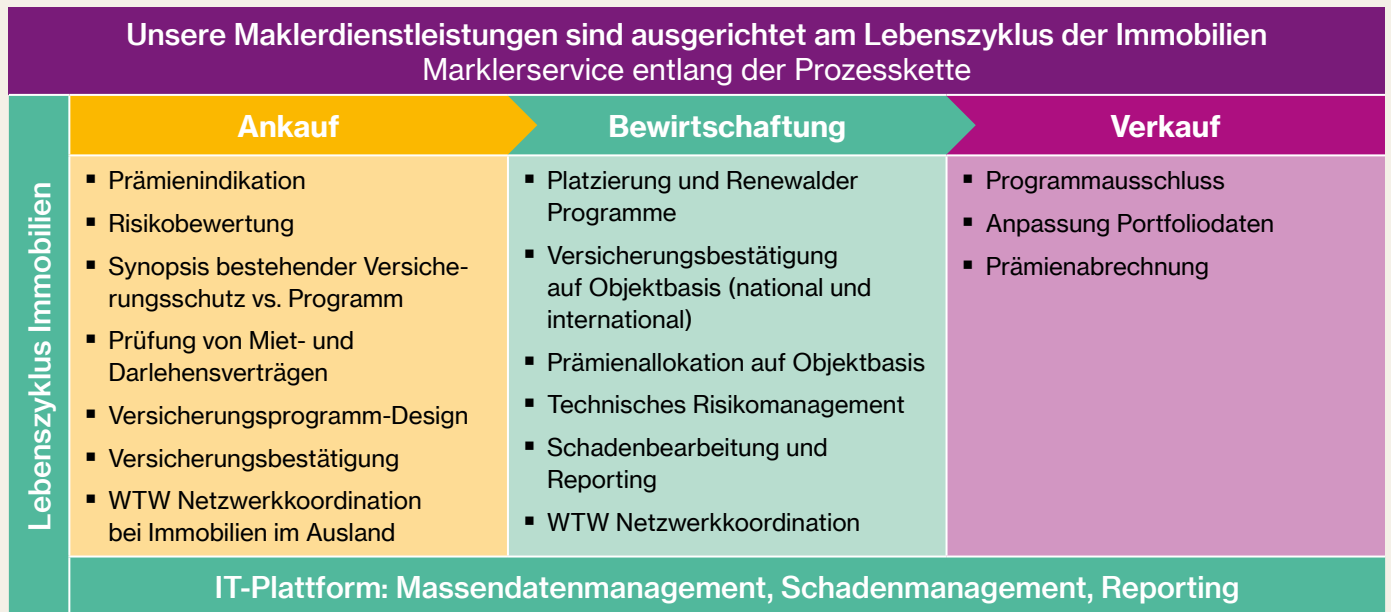 Unsere Maklerdienstleistungen sind ausgerichtet am Lebenszyklus der Immobilien
Marklerservice entlang der Prozesskette
Lebenszyklus Immobilien
Ankauf
▪ Prämienindikation
▪ Risikobewertung
▪ Synopsis bestehender Versiche-
rungsschutz vs. Programm
▪ Prüfung von Miet- und
Darlehensverträgen
▪ Versicherungsprogramm-Design
▪ Versicherungsbestätigung
▪ WTW Netzwerkkoordination
bei Immobilien im Ausland
Bewirtschaftung
▪ Platzierung und Renewalder
Programme
▪ Versicherungsbestätigung
auf Objektbasis (national und
international)
▪ Prämienallokation auf Objektbasis
▪ Technisches Risikomanagement
▪ Schadenbearbeitung und
Reporting
▪ WTW Netzwerkkoordination
Verkauf
▪ Programmausschluss
▪ Anpassung Portfoliodaten
▪ Prämienabrechnung
IT-Plattform: Massendatenmanagement, Schadenmanagement, Reporting